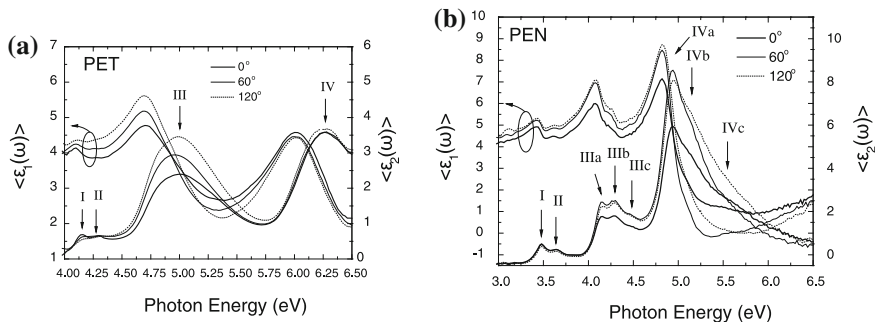 (a)
PET
0°
60°
120°
III
IV
I
II
<ε₁(ω)>
7
6
5
4
3
2
1
<ε₂(ω)>
6
5
4
3
2
1
0
4.00 4.25 4.50 4.75 5.00 5.25 5.50 5.75 6.00 6.25 6.50
Photon Energy (eV)
(b)
PEN
0°
60°
120°
IVa
IVb
IVc
IIIa
IIIb
IIIc
I
II
<ε₁(ω)>
10
9
8
7
6
5
4
3
2
1
0
-1
<ε₂(ω)>
10
8
6
4
2
0
3.0 3.5 4.0 4.5 5.0 5.5 6.0 6.5
Photon Energy (eV)